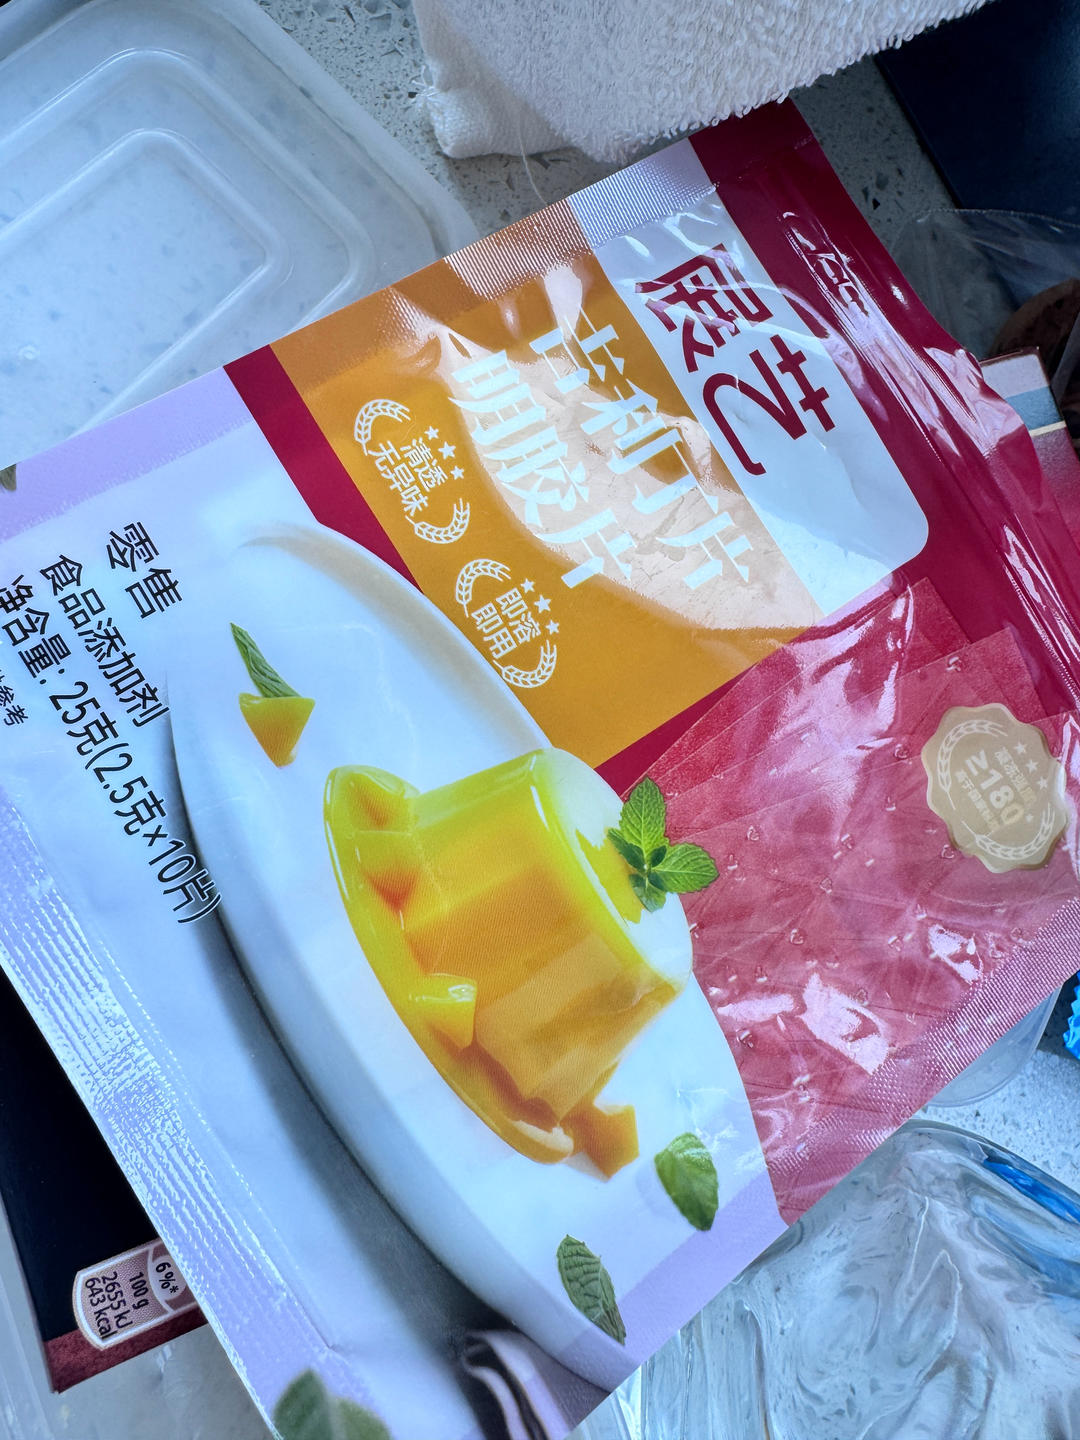 展艺
吉利丁片
明胶片
清透
无异味
即溶
即用
≥180
零售
食品添加剂
净含量: 25克(2.5克×10片)
参考
6%*
100 g
2655 kJ
643 kcal